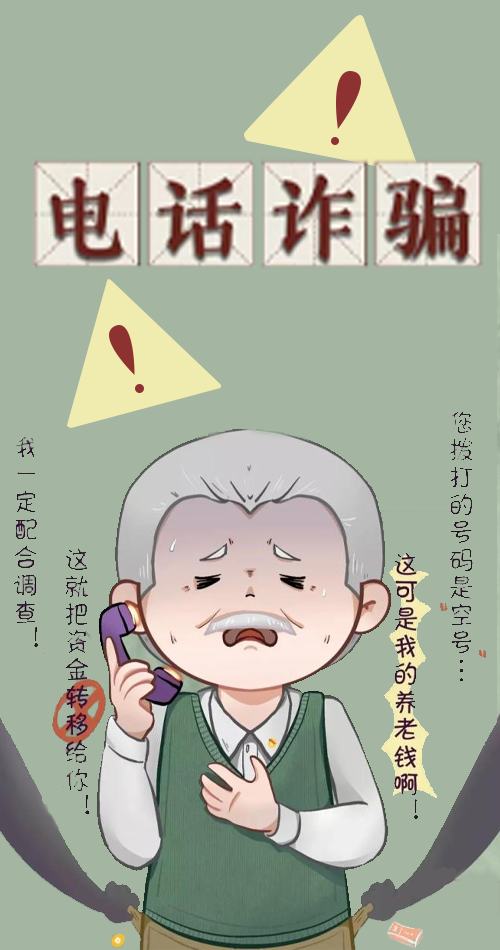 电话诈骗
我一定配合调查！
这就把资金转移给你！
这可是我的养老钱啊！
您拨打的号码是"空号"…